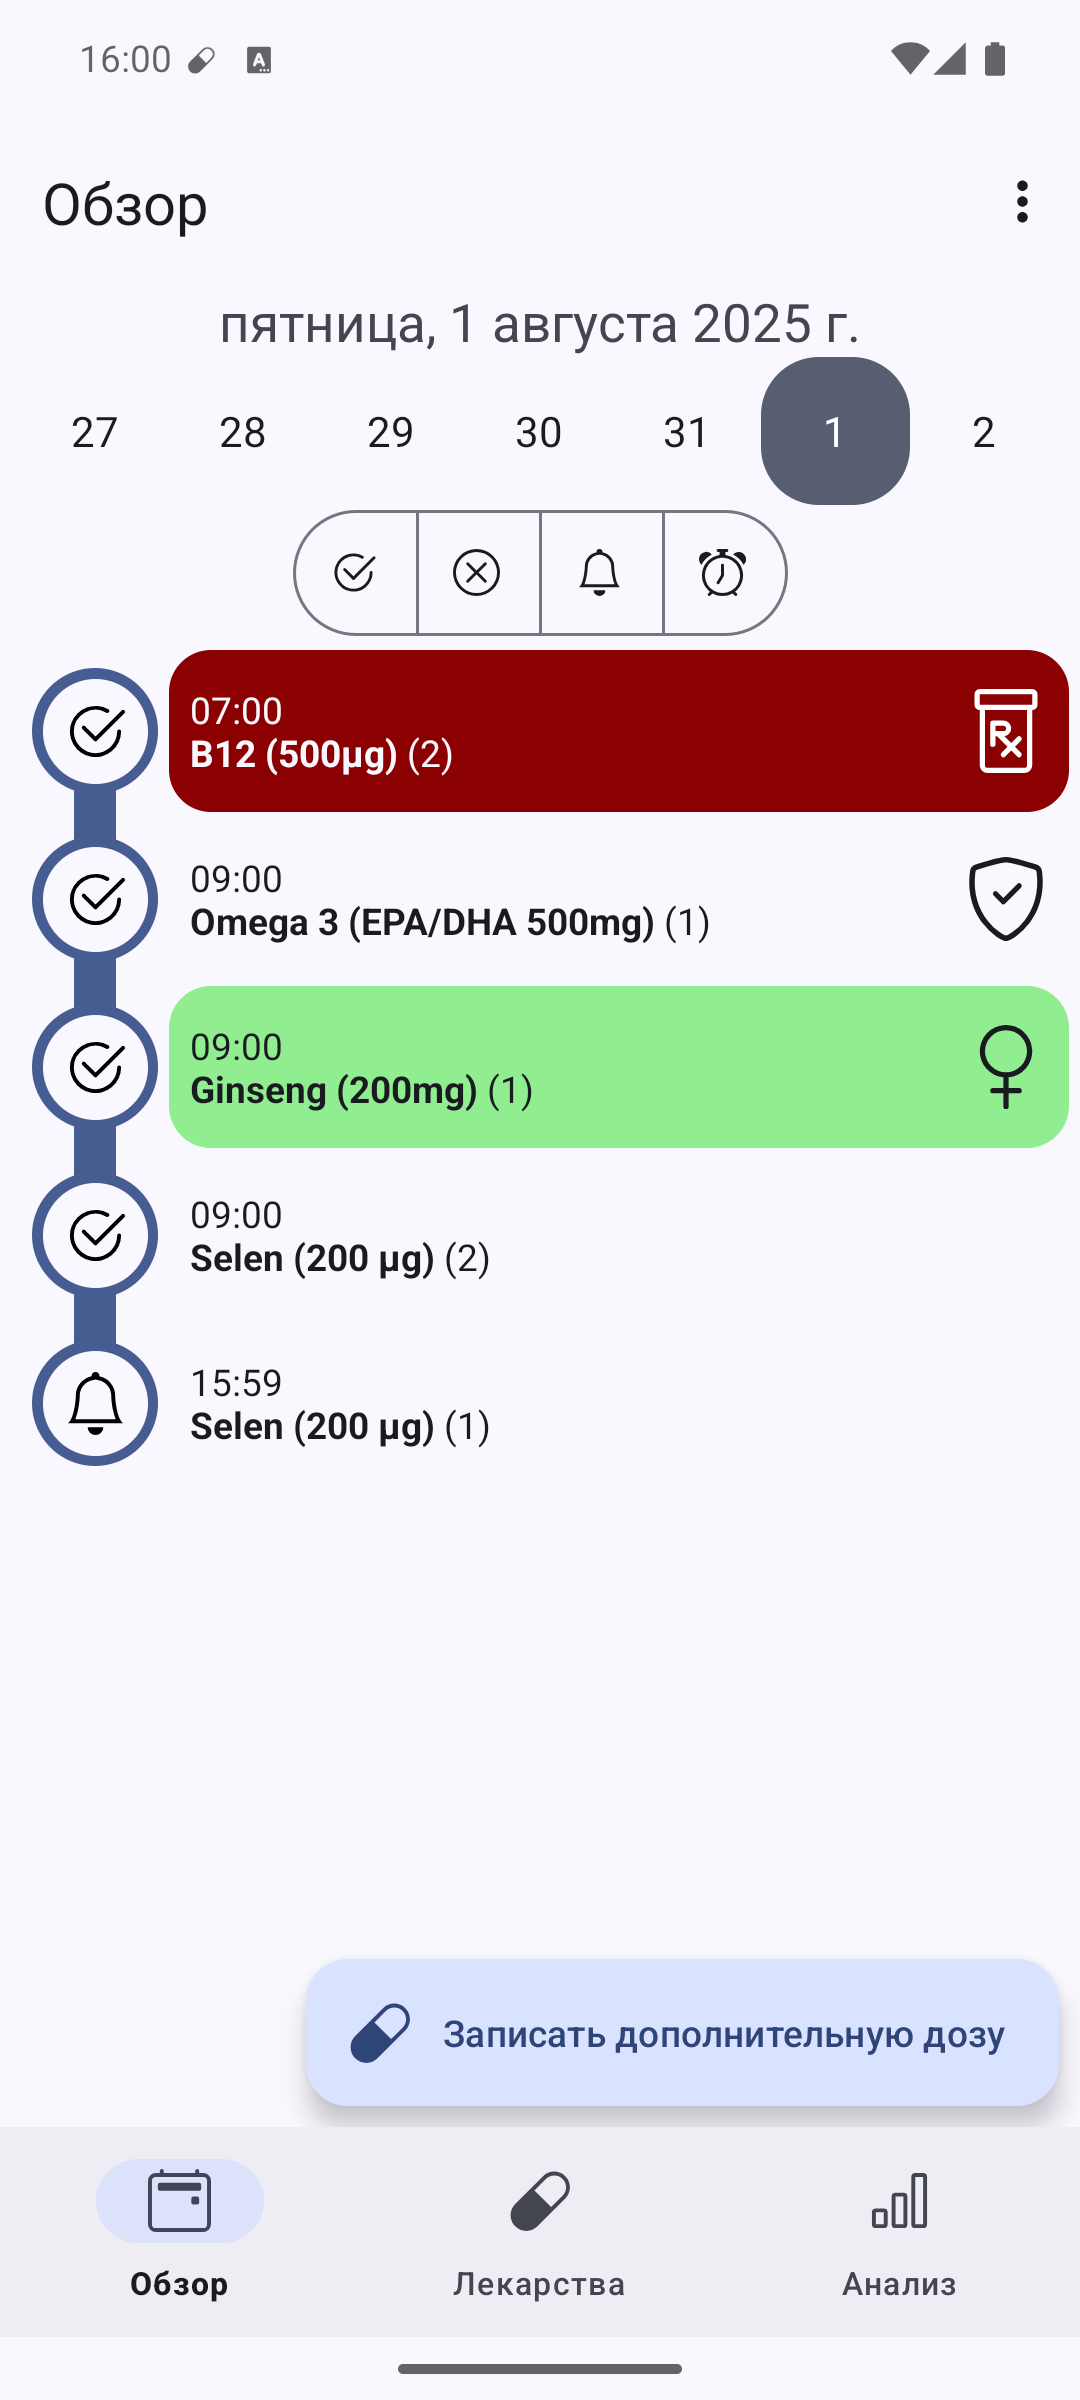 16:00
Обзор
пятница, 1 августа 2025 г.
27 28 29 30 31 1 2
07:00
B12 (500µg) (2)
09:00
Omega 3 (EPA/DHA 500mg) (1)
09:00
Ginseng (200mg) (1)
09:00
Selen (200 µg) (2)
15:59
Selen (200 µg) (1)
Записать дополнительную дозу
Обзор Лекарства Анализ